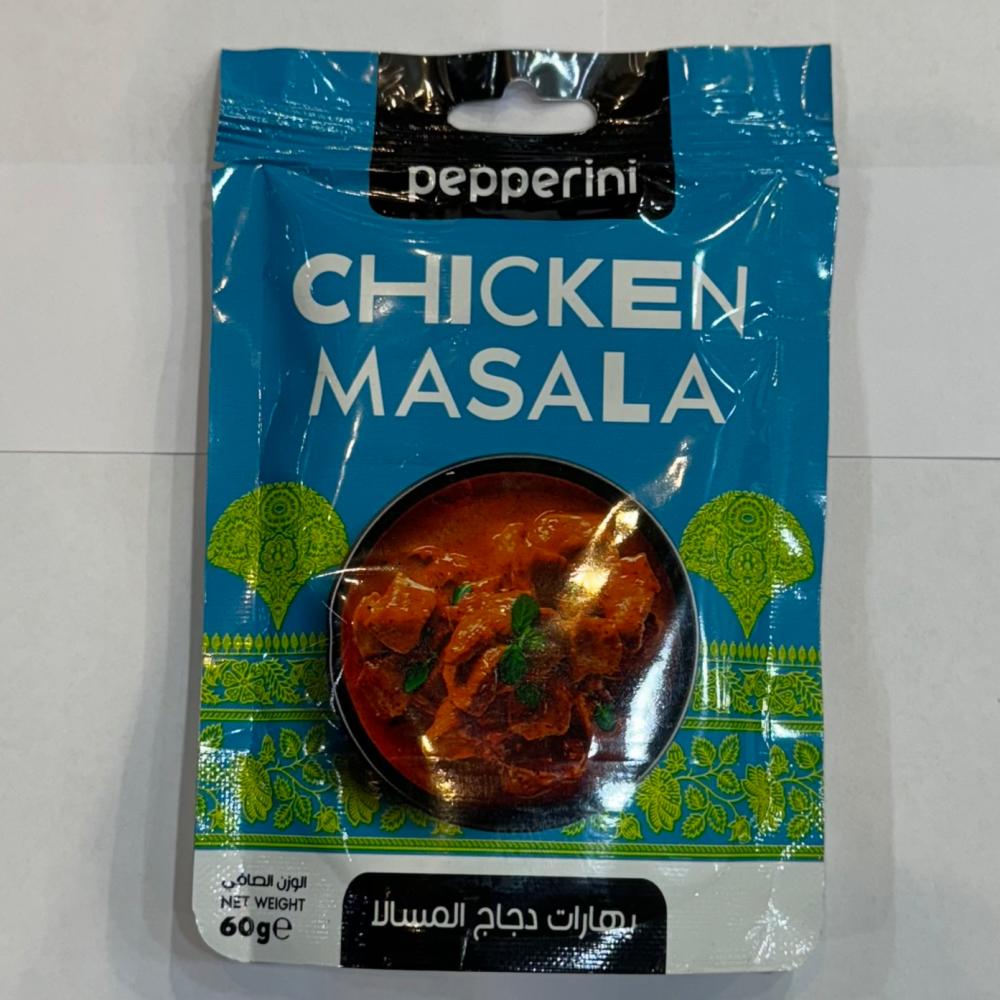 pepperini
CHICKEN
MASALA
الوزن الصافي
NET WEIGHT
60g℮
بهارات دجاج المسالا